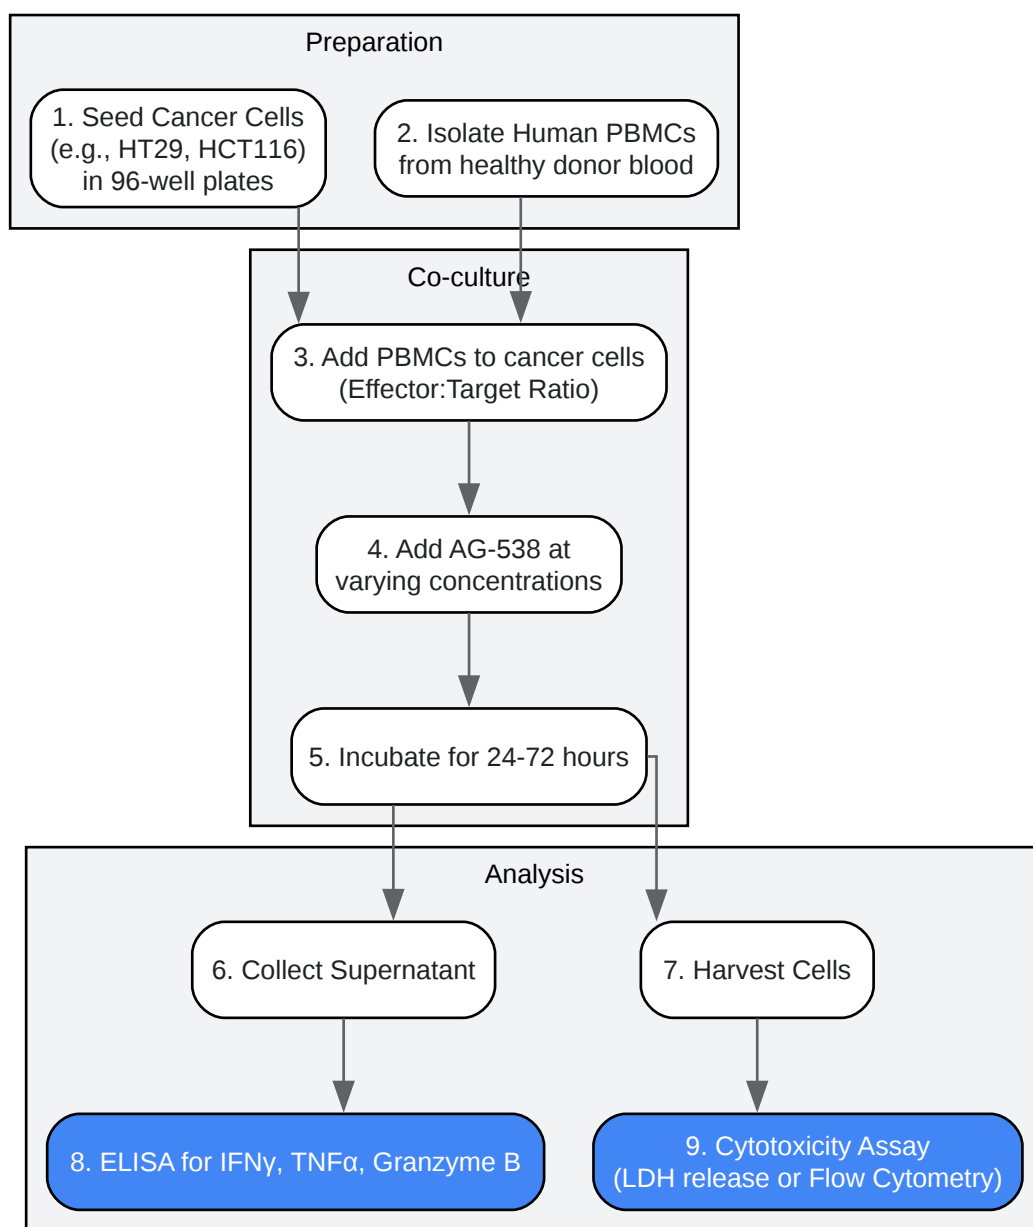 Preparation
1. Seed Cancer Cells
(e.g., HT29, HCT116)
in 96-well plates
2. Isolate Human PBMCs
from healthy donor blood
Co-culture
3. Add PBMCs to cancer cells
(Effector:Target Ratio)
4. Add AG-538 at
varying concentrations
5. Incubate for 24-72 hours
Analysis
6. Collect Supernatant
7. Harvest Cells
8. ELISA for IFNγ, TNFα, Granzyme B
9. Cytotoxicity Assay
(LDH release or Flow Cytometry)